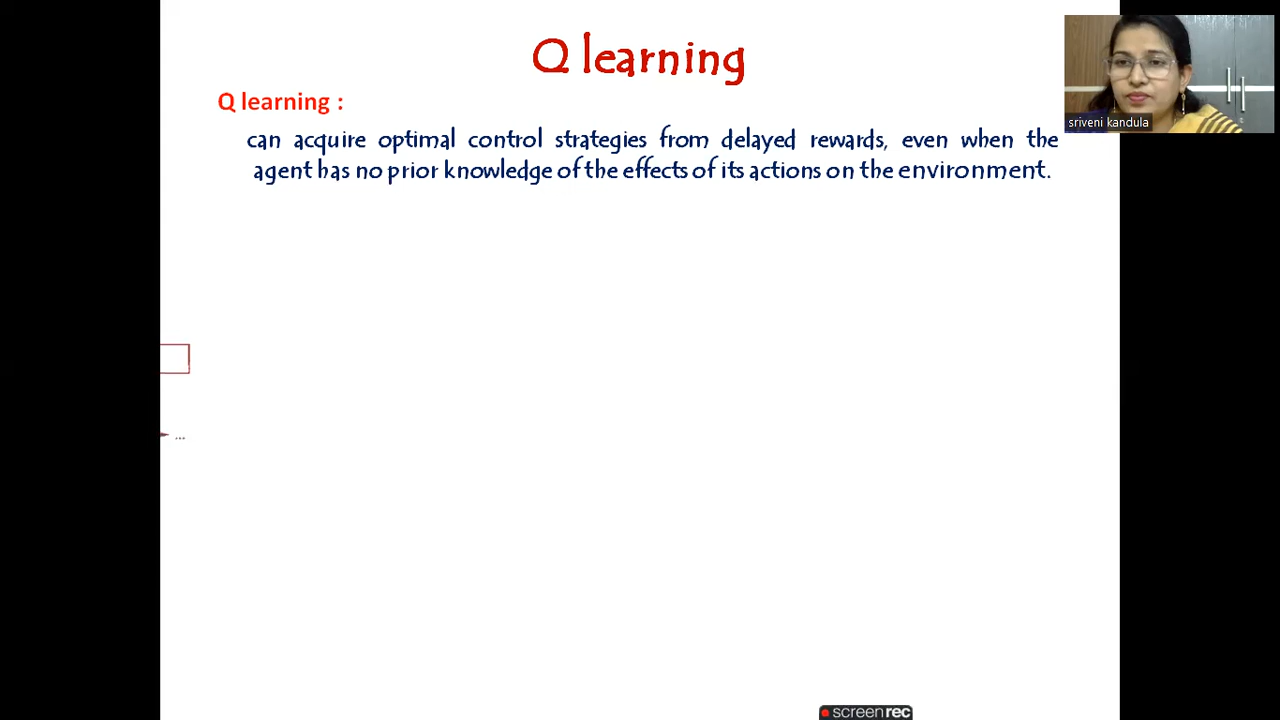 Q learning
Q learning :
can acquire optimal control strategies from delayed rewards, even when the
agent has no prior knowledge of the effects of its actions on the environment.
sriveni kandula
...
screenrec